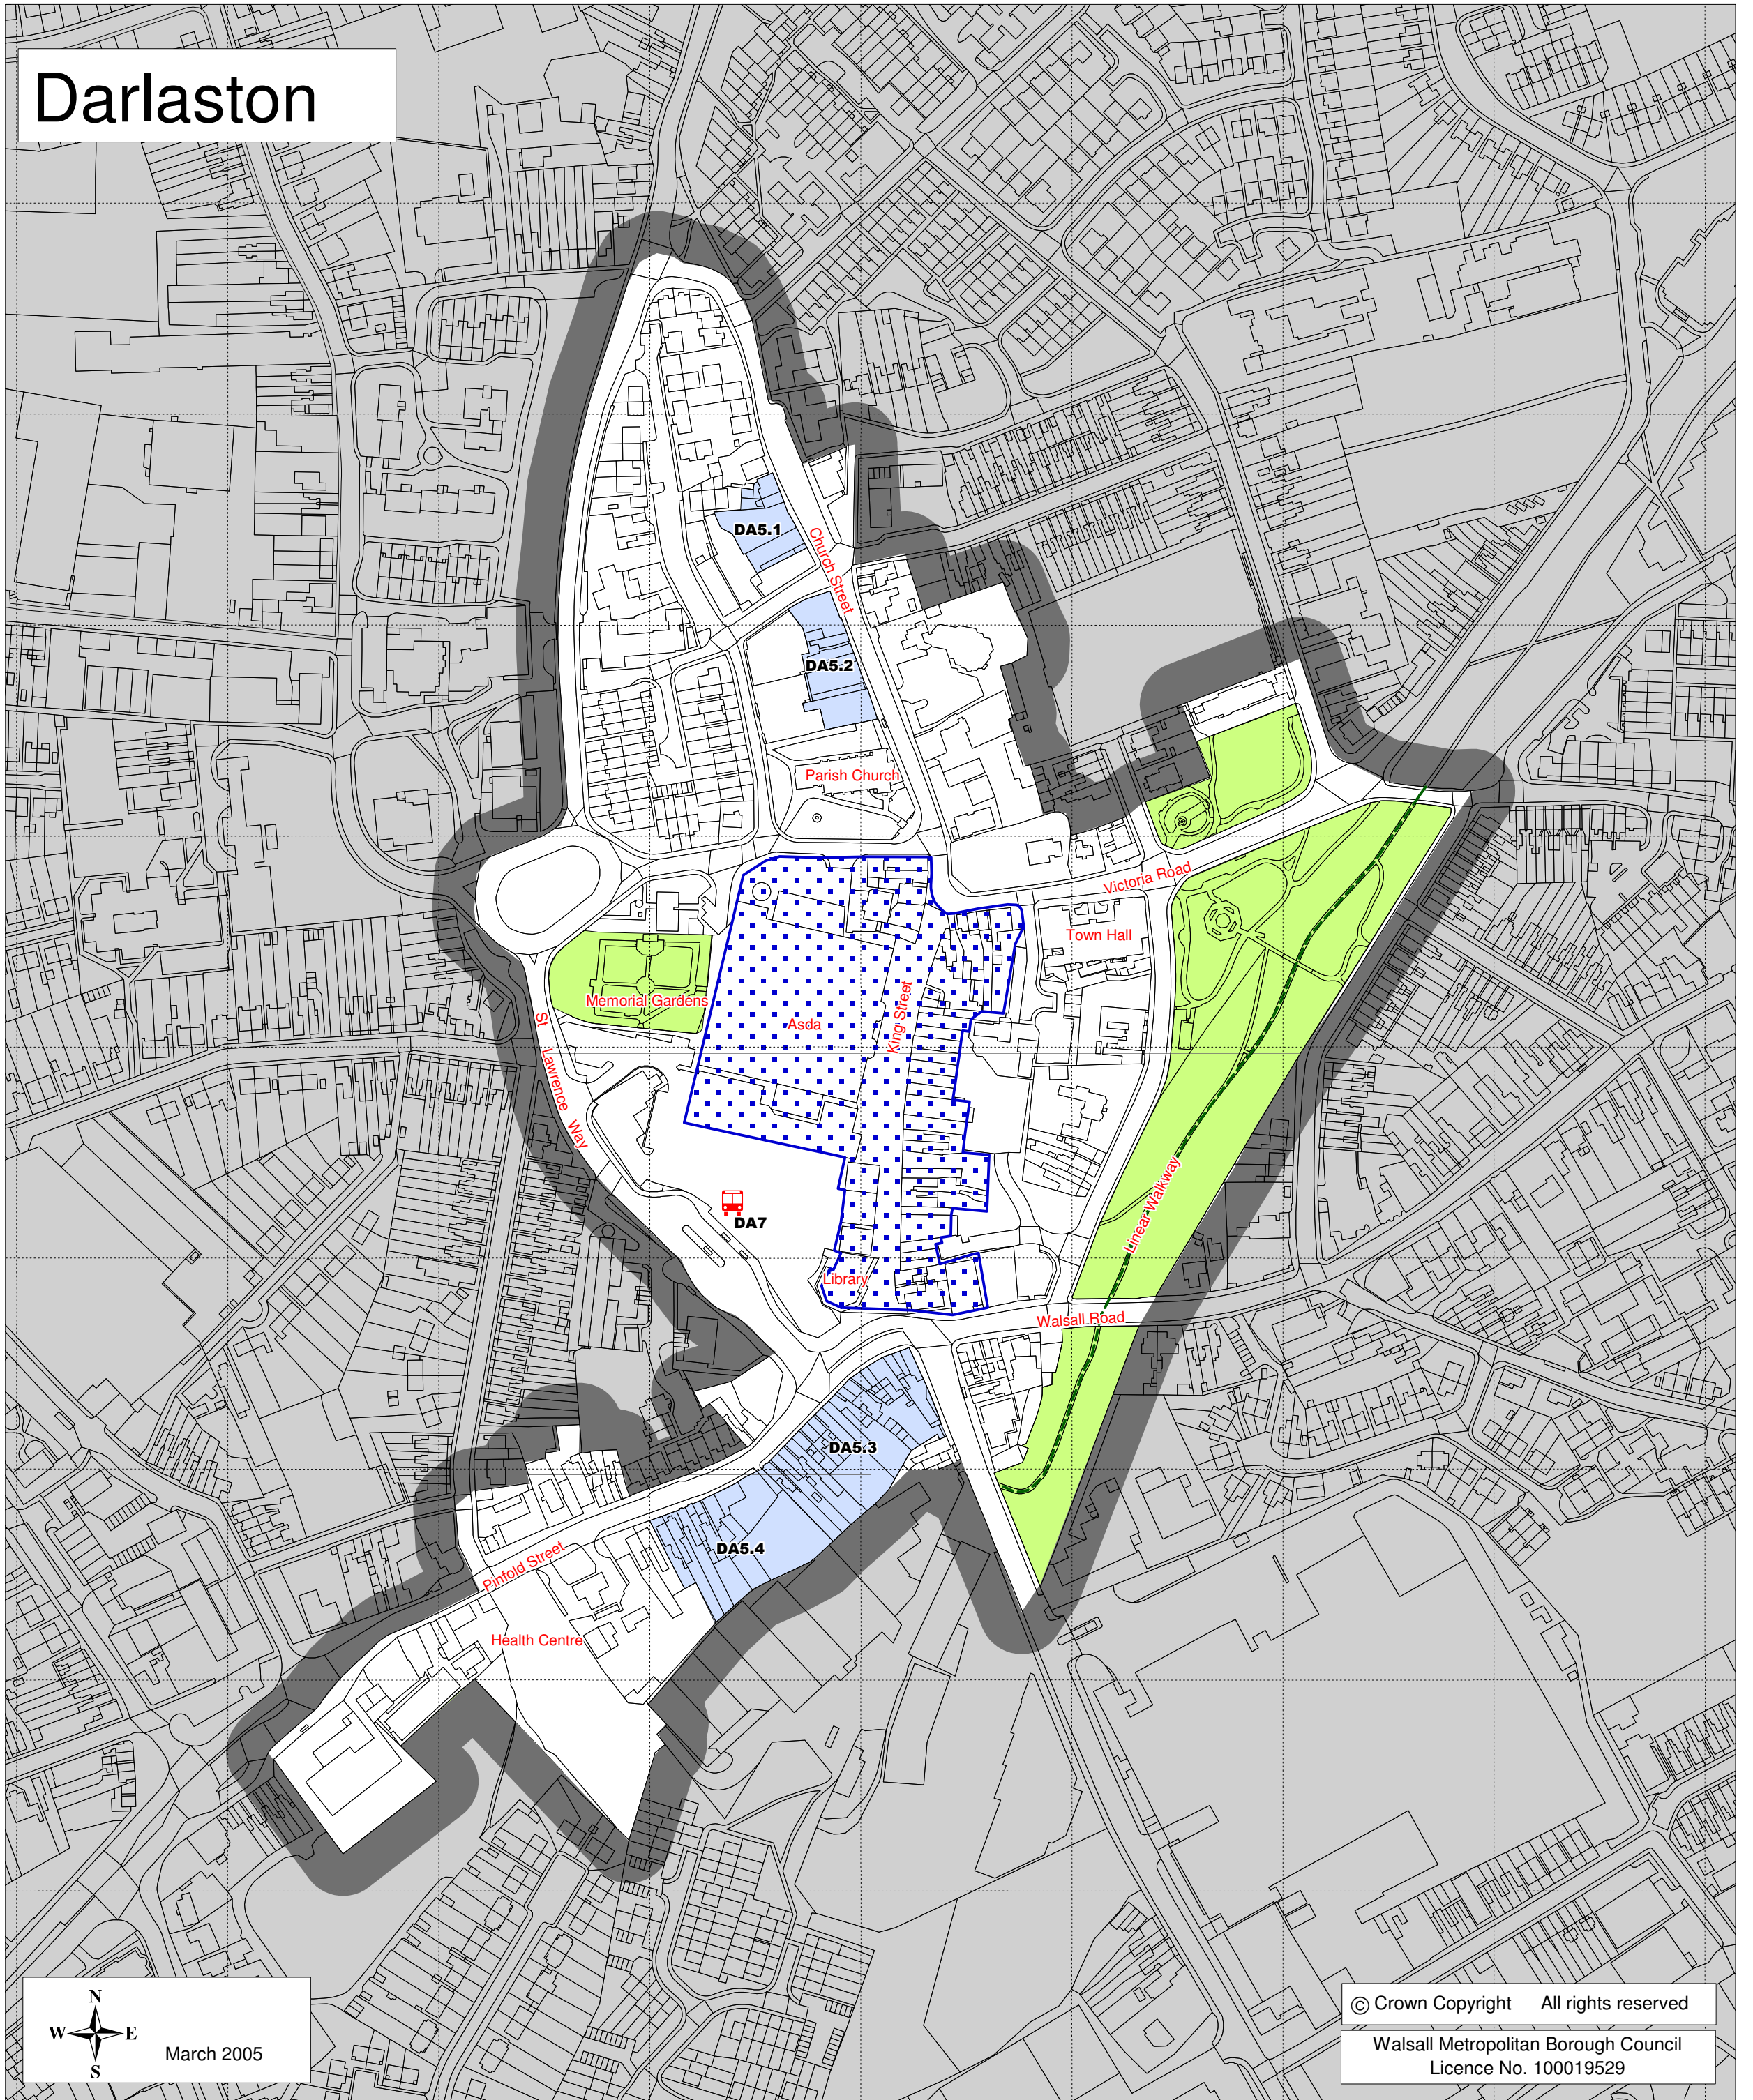 Darlaston
DA5.1
Church Street
DA5.2
Parish Church
Victoria Road
Town Hall
Memorial Gardens
Asda
King Street
St Lawrence Way
Linear Walkway
DA7
Library
Walsall Road
DA5.3
DA5.4
Pinfold Street
Health Centre
N
W E
S
March 2005
© Crown Copyright All rights reserved
Walsall Metropolitan Borough Council
Licence No. 100019529